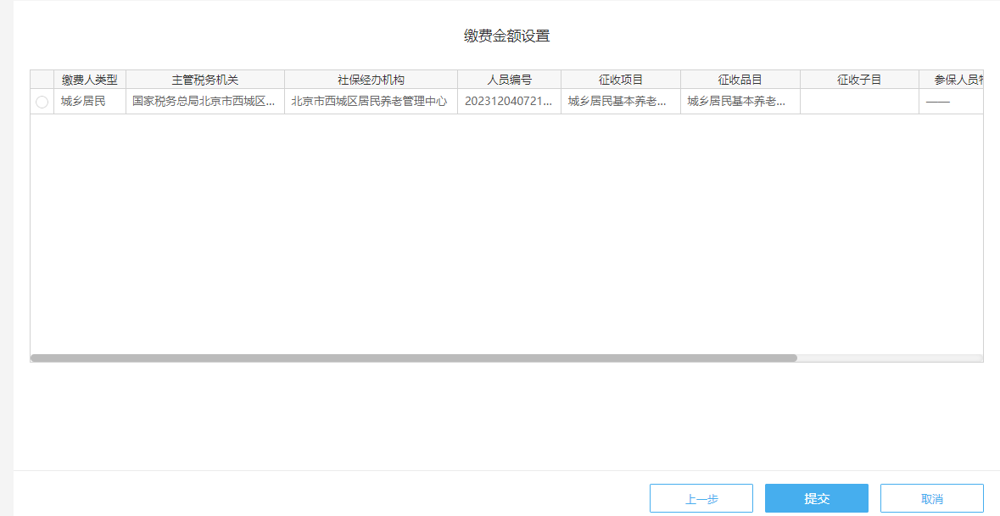 缴费金额设置
缴费人类型 主管税务机关 社保经办机构 人员编号 征收项目 征收品目 征收子目 参保人员
城乡居民 国家税务总局北京市西城区... 北京市西城区居民养老管理中心 202312040721... 城乡居民基本养老... 城乡居民基本养老... ——
上一步 提交 取消